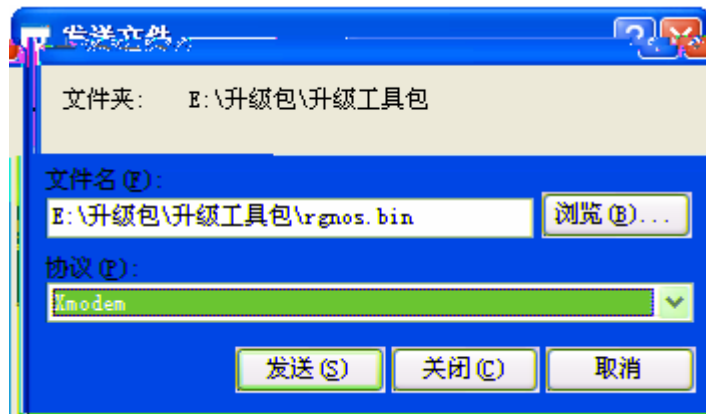 发送文件
文件夹: E:\升级包\升级工具包
文件名(F):
E:\升级包\升级工具包\rgnos.bin
浏览(B)...
协议(P):
Xmodem
发送(S) 关闭(C) 取消